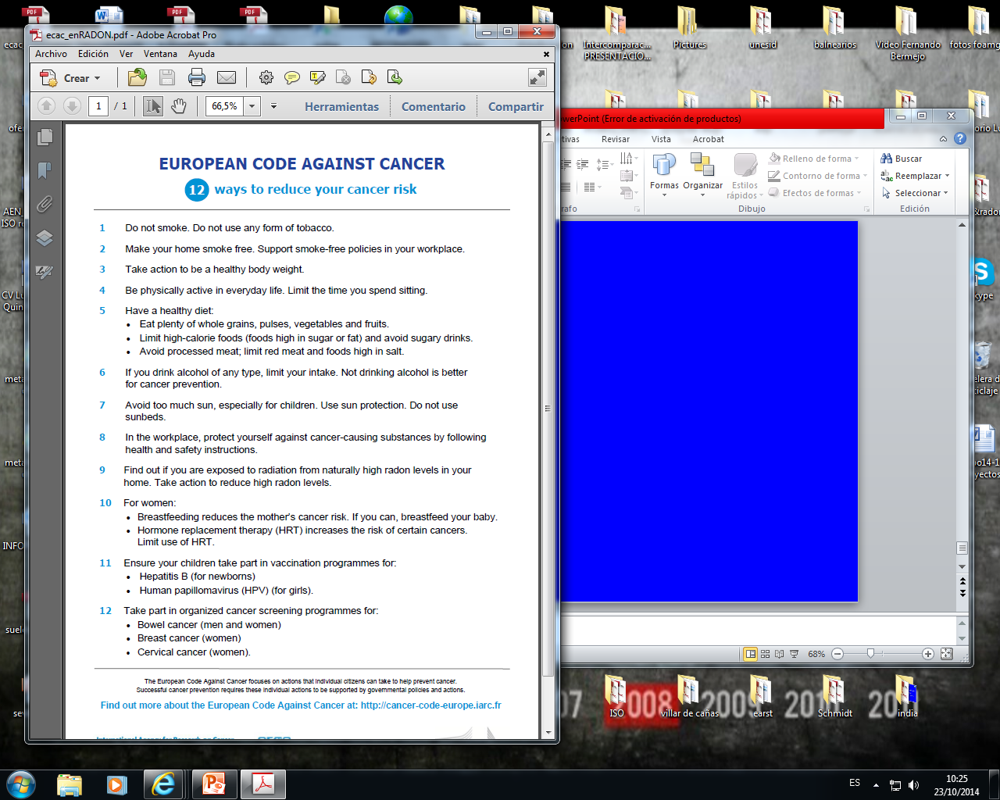 ecac_enRADON.pdf - Adobe Acrobat Pro
Archivo Edición Ver Ventana Ayuda
Crear
1 / 1 66,5% Herramientas Comentario Compartir
EUROPEAN CODE AGAINST CANCER
12 ways to reduce your cancer risk
1 Do not smoke. Do not use any form of tobacco.
2 Make your home smoke free. Support smoke-free policies in your workplace.
3 Take action to be a healthy body weight.
4 Be physically active in everyday life. Limit the time you spend sitting.
5 Have a healthy diet:
• Eat plenty of whole grains, pulses, vegetables and fruits.
• Limit high-calorie foods (foods high in sugar or fat) and avoid sugary drinks.
• Avoid processed meat; limit red meat and foods high in salt.
6 If you drink alcohol of any type, limit your intake. Not drinking alcohol is better
for cancer prevention.
7 Avoid too much sun, especially for children. Use sun protection. Do not use
sunbeds.
8 In the workplace, protect yourself against cancer-causing substances by following
health and safety instructions.
9 Find out if you are exposed to radiation from naturally high radon levels in your
home. Take action to reduce high radon levels.
10 For women:
• Breastfeeding reduces the mother's cancer risk. If you can, breastfeed your baby.
• Hormone replacement therapy (HRT) increases the risk of certain cancers.
Limit use of HRT.
11 Ensure your children take part in vaccination programmes for:
• Hepatitis B (for newborns)
• Human papillomavirus (HPV) (for girls).
12 Take part in organized cancer screening programmes for:
• Bowel cancer (men and women)
• Breast cancer (women)
• Cervical cancer (women).
The European Code Against Cancer focuses on actions that individual citizens can take to help prevent cancer.
Successful cancer prevention requires these individual actions to be supported by governmental policies and actions.
Find out more about the European Code Against Cancer at: http://cancer-code-europe.iarc.fr
Intercomparac...
PRESENTACIO...
Pictures
unesid
balnearios
Video Fernando
Bermejo
fotos foamg
werPoint (Error de activación de productos)
tivas Revisar Vista Acrobat
Formas Organizar Estilos
rápidos
Relleno de forma
Contorno de forma
Efectos de formas
Buscar
Reemplazar
Seleccionar
rafo Dibujo Edición
68%
AEN_
ISO re
CV Lu
Quin
meta
meta
INFO
suel
sev
ofer
ecac
orio Lu
&rador
kype
elera d
ciclaje
o14-1
yectos
07 2008 2009 201 20
ISO
villar de cañas
earst
Schmidt
india
ES
10:25
23/10/2014